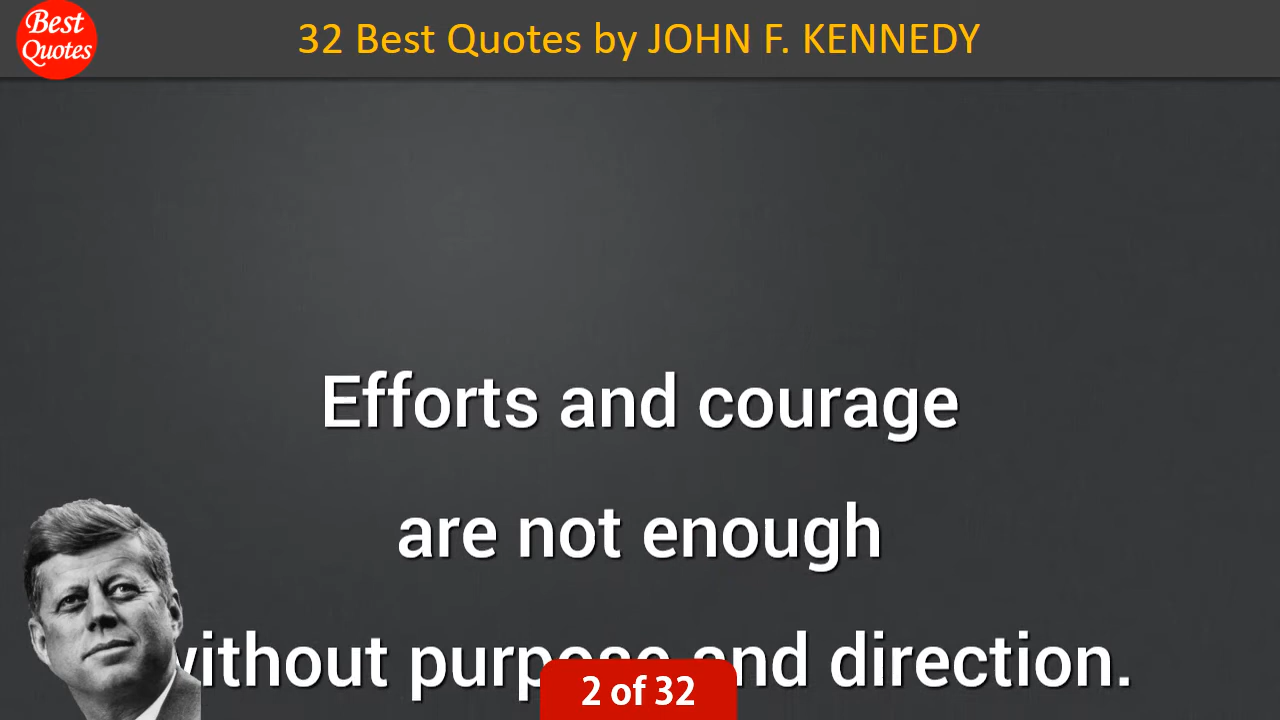 Best
Quotes
32 Best Quotes by JOHN F. KENNEDY
Efforts and courage
are not enough
without purpose and direction.
2 of 32